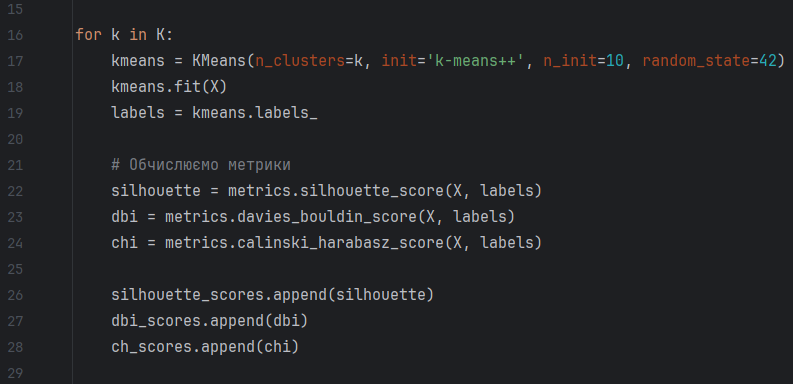 15
16 for k in K:
17 kmeans = KMeans(n_clusters=k, init='k-means++', n_init=10, random_state=42)
18 kmeans.fit(X)
19 labels = kmeans.labels_
20
21 # Обчислюємо метрики
22 silhouette = metrics.silhouette_score(X, labels)
23 dbi = metrics.davies_bouldin_score(X, labels)
24 chi = metrics.calinski_harabasz_score(X, labels)
25
26 silhouette_scores.append(silhouette)
27 dbi_scores.append(dbi)
28 ch_scores.append(chi)
29